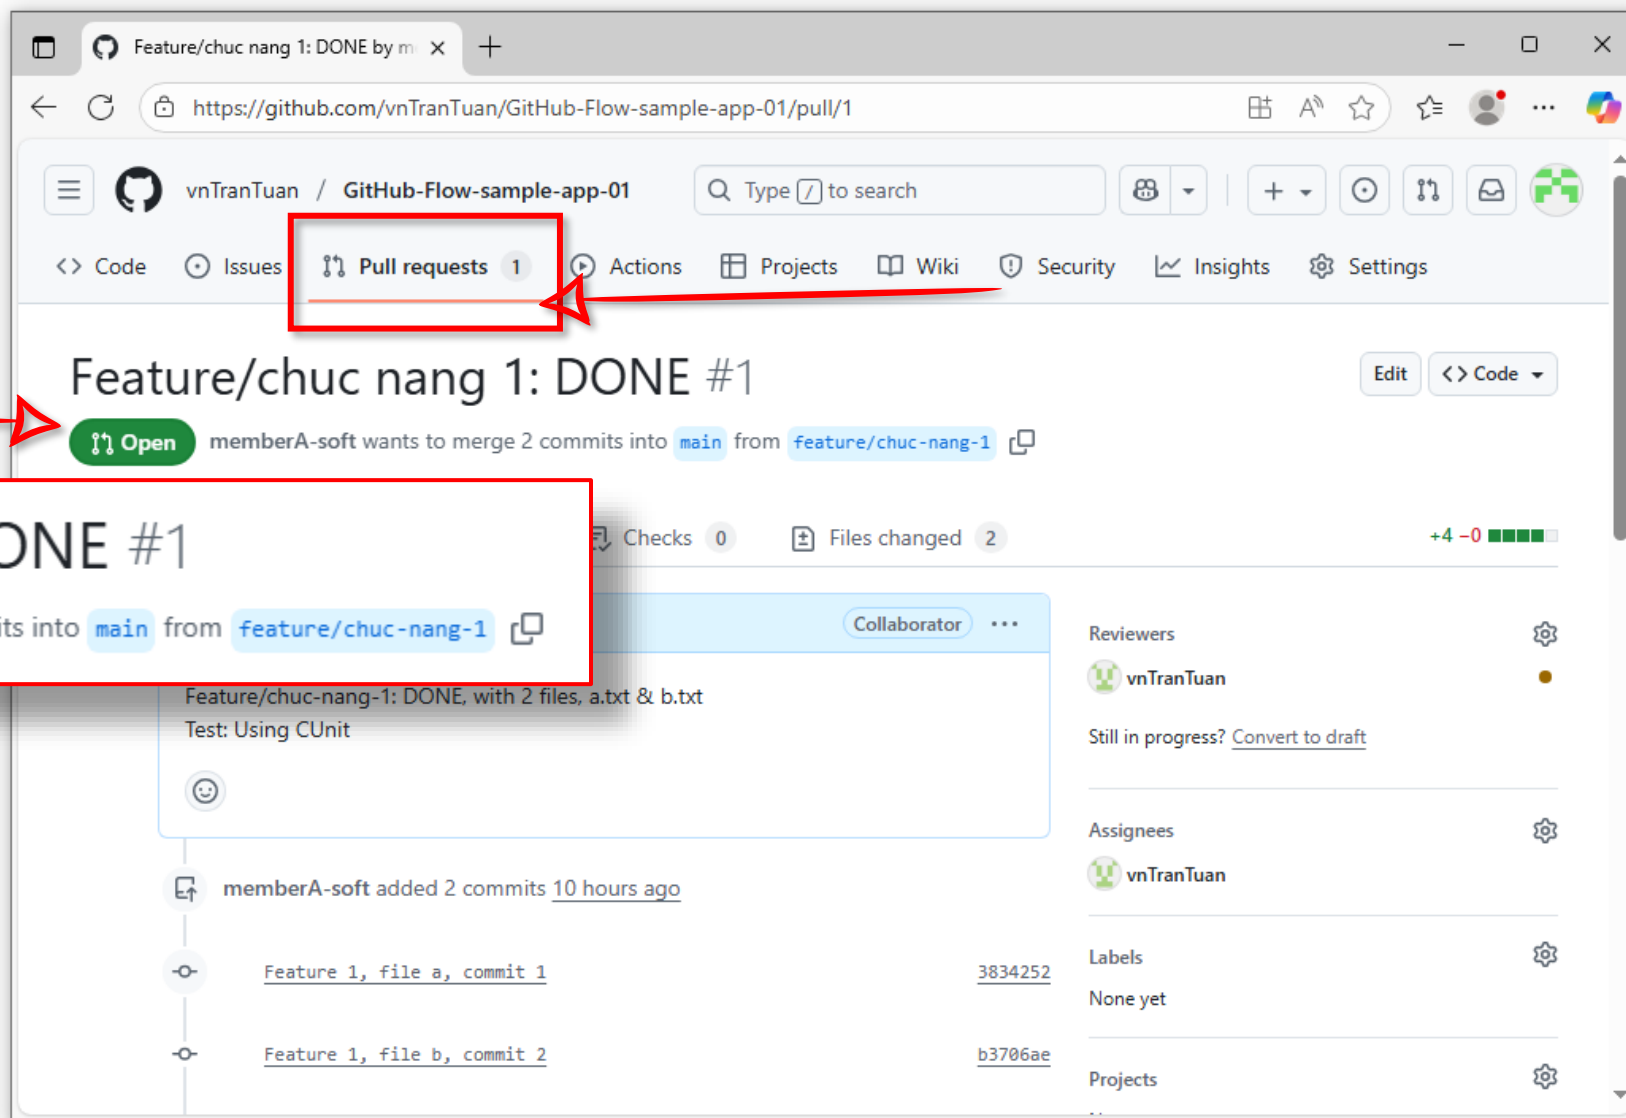 Feature/chuc nang 1: DONE by m
https://github.com/vnTranTuan/GitHub-Flow-sample-app-01/pull/1
vnTranTuan / GitHub-Flow-sample-app-01
Type / to search
Code
Issues
Pull requests 1
Actions
Projects
Wiki
Security
Insights
Settings
Feature/chuc nang 1: DONE #1
Edit
Code
Open
memberA-soft wants to merge 2 commits into main from feature/chuc-nang-1
ONE #1
its into main from feature/chuc-nang-1
Checks 0
Files changed 2
+4 −0
Collaborator
Feature/chuc-nang-1: DONE, with 2 files, a.txt & b.txt
Test: Using CUnit
memberA-soft added 2 commits 10 hours ago
Feature 1, file a, commit 1 3834252
Feature 1, file b, commit 2 b3706ae
Reviewers
vnTranTuan
Still in progress? Convert to draft
Assignees
vnTranTuan
Labels
None yet
Projects